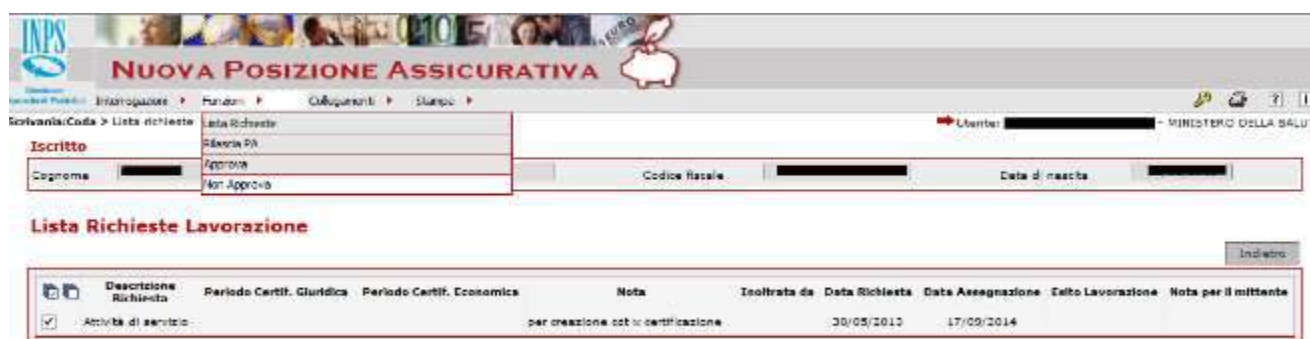 INPS
NUOVA POSIZIONE ASSICURATIVA
Interrogazioni Funzioni Collegamenti Stampe
Scrivania:Coda > Lista richieste
Utente: - MINISTERO DELLA SALU
Lista Richieste
Rilascia PA
Approva
Non Approva
Iscritto
Cognome Codice fiscale Data di nascita
Lista Richieste Lavorazione
Indietro
Descrizione Richiesta Periodo Certif. Giuridica Periodo Certif. Economica Nota Inoltrata da Data Richiesta Data Assegnazione Esito Lavorazione Nota per il mittente
Attività di servizio per creazione cdt x certificazione 30/05/2013 17/09/2014